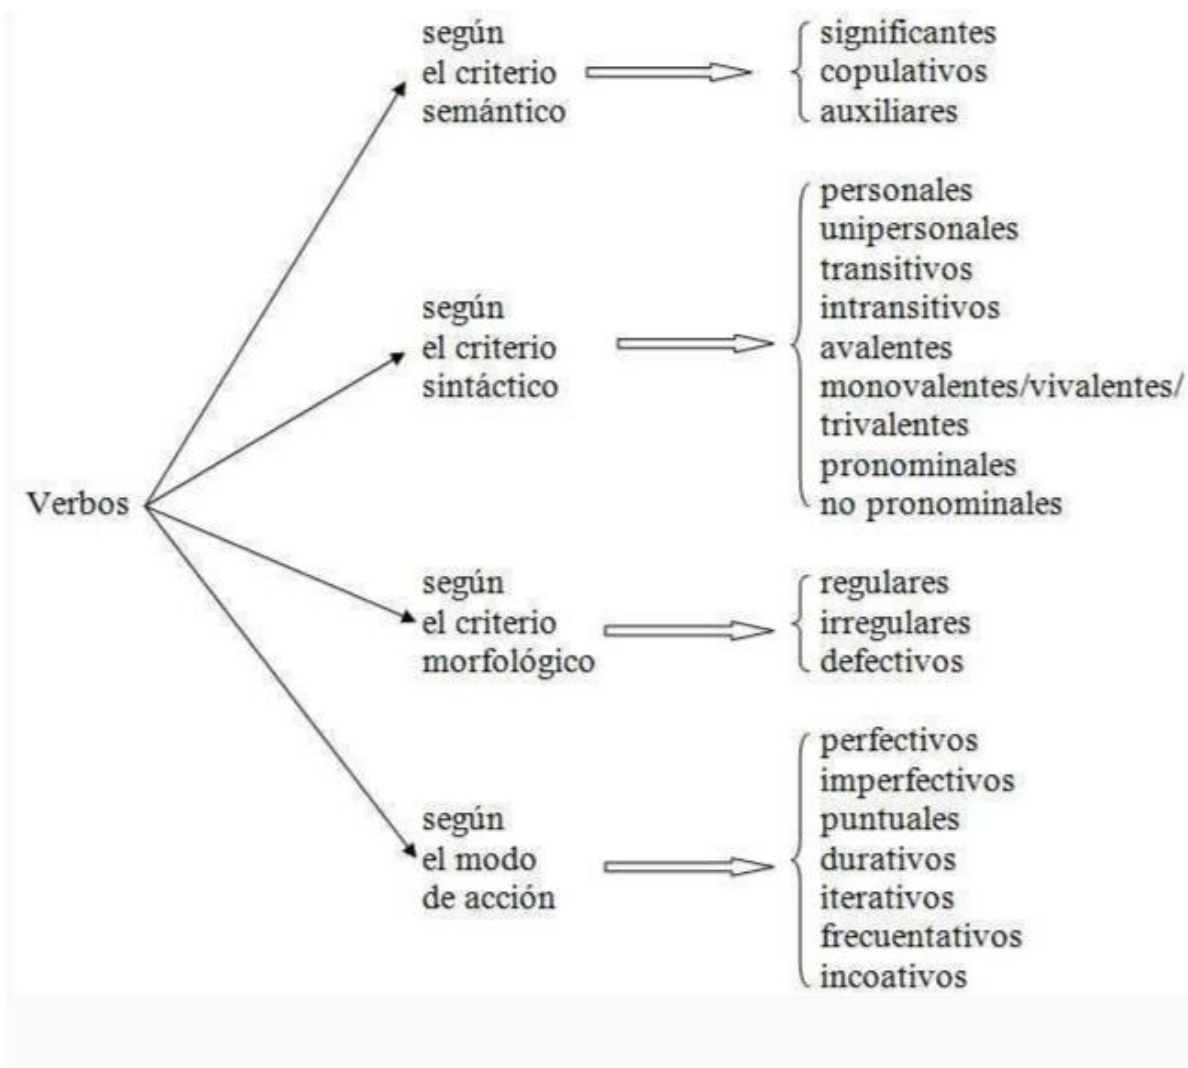 Verbos
según
el criterio
semántico
significantes
copulativos
auxiliares
según
el criterio
sintáctico
personales
unipersonales
transitivos
intransitivos
avalentes
monovalentes/vivalentes/
trivalentes
pronominales
no pronominales
según
el criterio
morfológico
regulares
irregulares
defectivos
según
el modo
de acción
perfectivos
imperfectivos
puntuales
durativos
iterativos
frecuentativos
incoativos